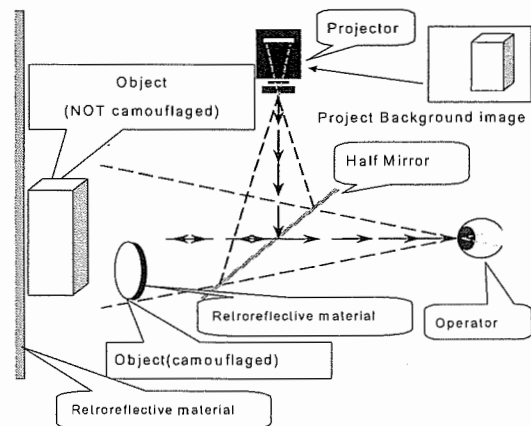 Projector
Object
(NOT camouflaged)
Project Background image
Half Mirror
Retroreflective material
Operator
Object(camouflaged)
Retroreflective material